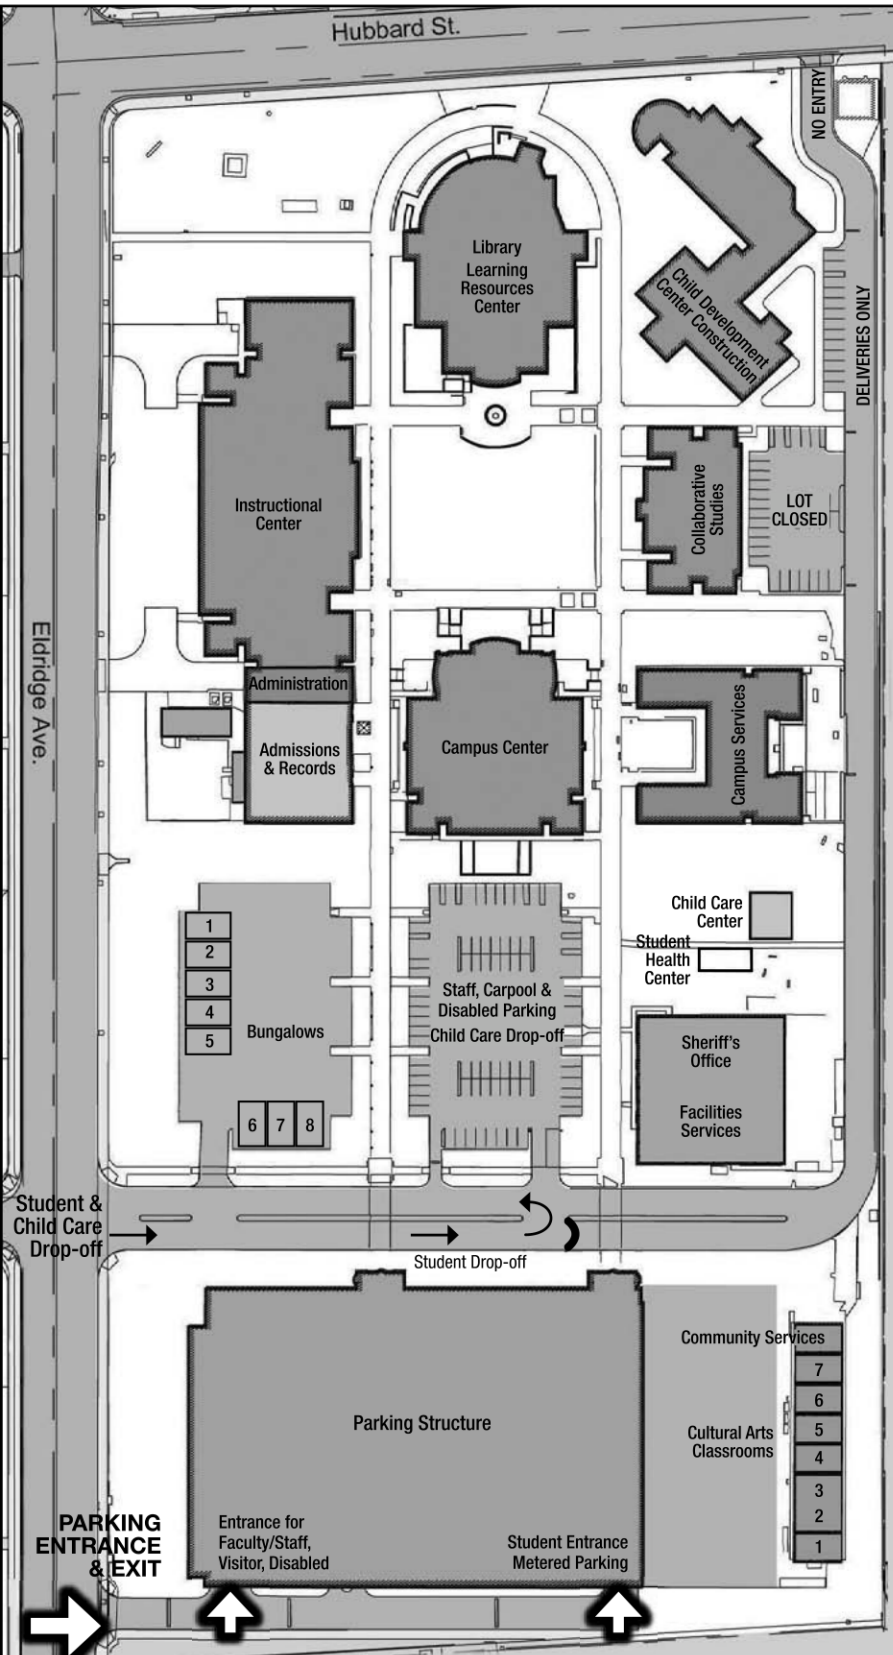 Hubbard St.
NO ENTRY
Library
Learning
Resources
Center
Child Development
Center Construction
DELIVERIES ONLY
Instructional
Center
Collaborative
Studies
LOT
CLOSED
Eldridge Ave.
Administration
Admissions
& Records
Campus Center
Campus Services
Child Care
Center
Student
Health
Center
1
2
3
4
5
Bungalows
6 7 8
Staff, Carpool &
Disabled Parking
Child Care Drop-off
Sheriff's
Office
Facilities
Services
Student &
Child Care
Drop-off
Student Drop-off
Parking Structure
Community Services
7
6
5
4
3
2
1
Cultural Arts
Classrooms
PARKING
ENTRANCE
& EXIT
Entrance for
Faculty/Staff,
Visitor, Disabled
Student Entrance
Metered Parking